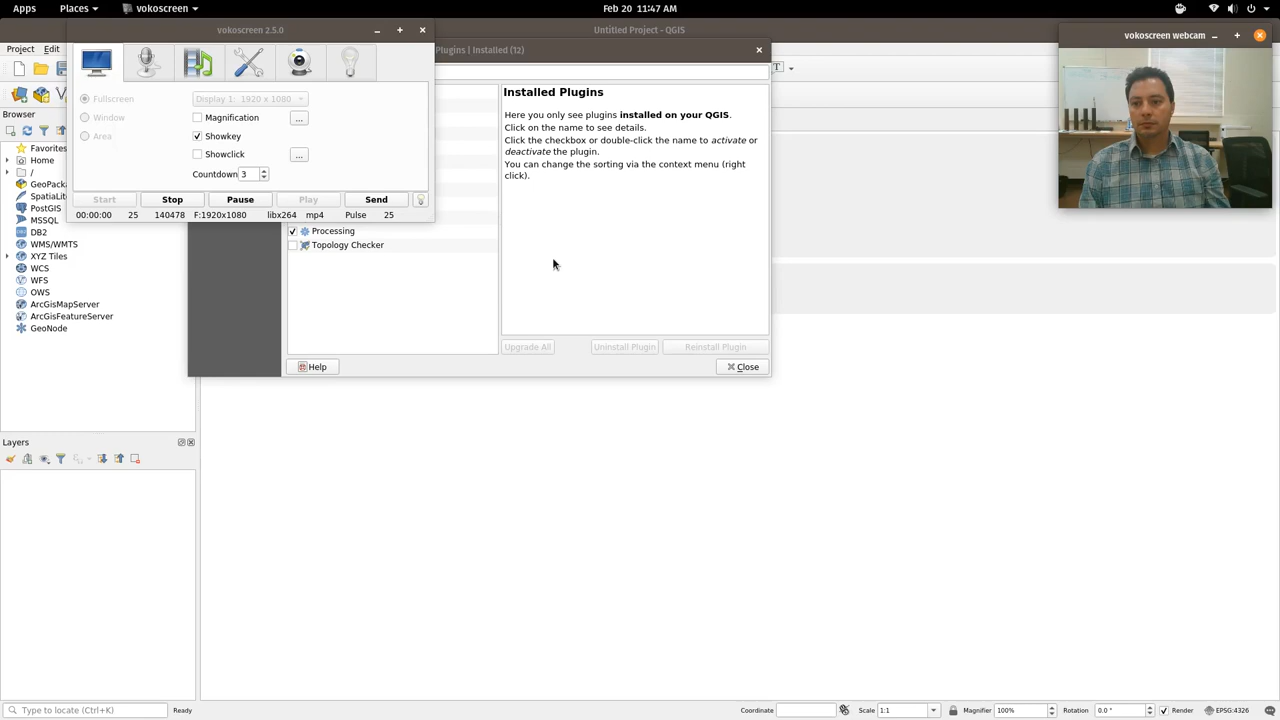 Apps Places vokoscreen Feb 20 11:47 AM
vokoscreen 2.5.0
Untitled Project - QGIS
vokoscreen webcam
Plugins | Installed (12)
Project Edit
Fullscreen
Display 1: 1920 x 1080
Window
Magnification ...
Area
Showkey
Showclick ...
Countdown 3
Start Stop Pause Play Send
00:00:00 25 140478 F:1920x1080 libx264 mp4 Pulse 25
Installed Plugins
Here you only see plugins installed on your QGIS.
Click on the name to see details.
Click the checkbox or double-click the name to activate or
deactivate the plugin.
You can change the sorting via the context menu (right
click).
Processing
Topology Checker
Upgrade All Uninstall Plugin Reinstall Plugin
Help Close
Browser
Favorites
Home
/
GeoPacka
SpatiaLite
PostGIS
MSSQL
DB2
WMS/WMTS
XYZ Tiles
WCS
WFS
OWS
ArcGisMapServer
ArcGisFeatureServer
GeoNode
Layers
Type to locate (Ctrl+K) Ready Coordinate Scale 1:1 Magnifier 100% Rotation 0.0 ° Render EPSG:4326